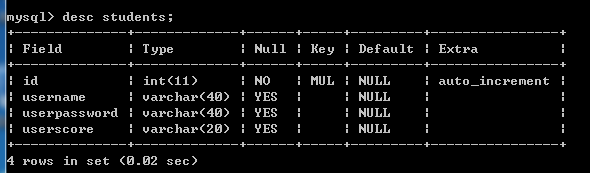 mysql> desc students;
+--------------+-------------+------+-----+---------+----------------+
| Field        | Type        | Null | Key | Default | Extra          |
+--------------+-------------+------+-----+---------+----------------+
| id           | int(11)     | NO   | MUL | NULL    | auto_increment |
| username     | varchar(40) | YES  |     | NULL    |                |
| userpassword | varchar(40) | YES  |     | NULL    |                |
| userscore    | varchar(20) | YES  |     | NULL    |                |
+--------------+-------------+------+-----+---------+----------------+
4 rows in set (0.02 sec)